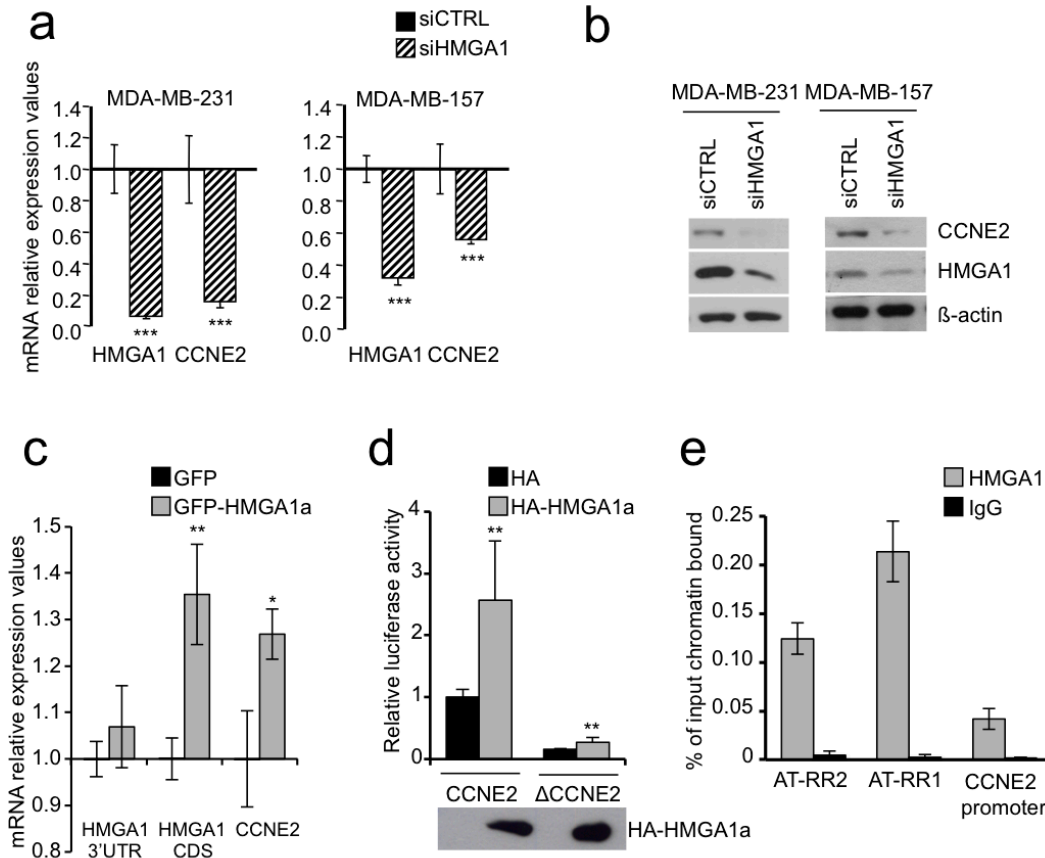 a
siCTRL
siHMGA1
mRNA relative expression values
MDA-MB-231
1.4
1.2
1.0
0.8
0.6
0.4
0.2
0.0
***
***
HMGA1 CCNE2
MDA-MB-157
1.4
1.2
1.0
0.8
0.6
0.4
0.2
0.0
***
***
HMGA1 CCNE2
b
MDA-MB-231 MDA-MB-157
siCTRL
siHMGA1
siCTRL
siHMGA1
CCNE2
HMGA1
ß-actin
c
GFP
GFP-HMGA1a
mRNA relative expression values
1.5
1.4
1.3
1.2
1.1
1.0
0.9
0.8
**
*
HMGA1
3'UTR
HMGA1
CDS
CCNE2
d
HA
HA-HMGA1a
Relative luciferase activity
4
3
2
1
0
**
**
CCNE2 ΔCCNE2
HA-HMGA1a
e
HMGA1
IgG
% of input chromatin bound
0.25
0.20
0.15
0.10
0.05
0
AT-RR2 AT-RR1 CCNE2
promoter